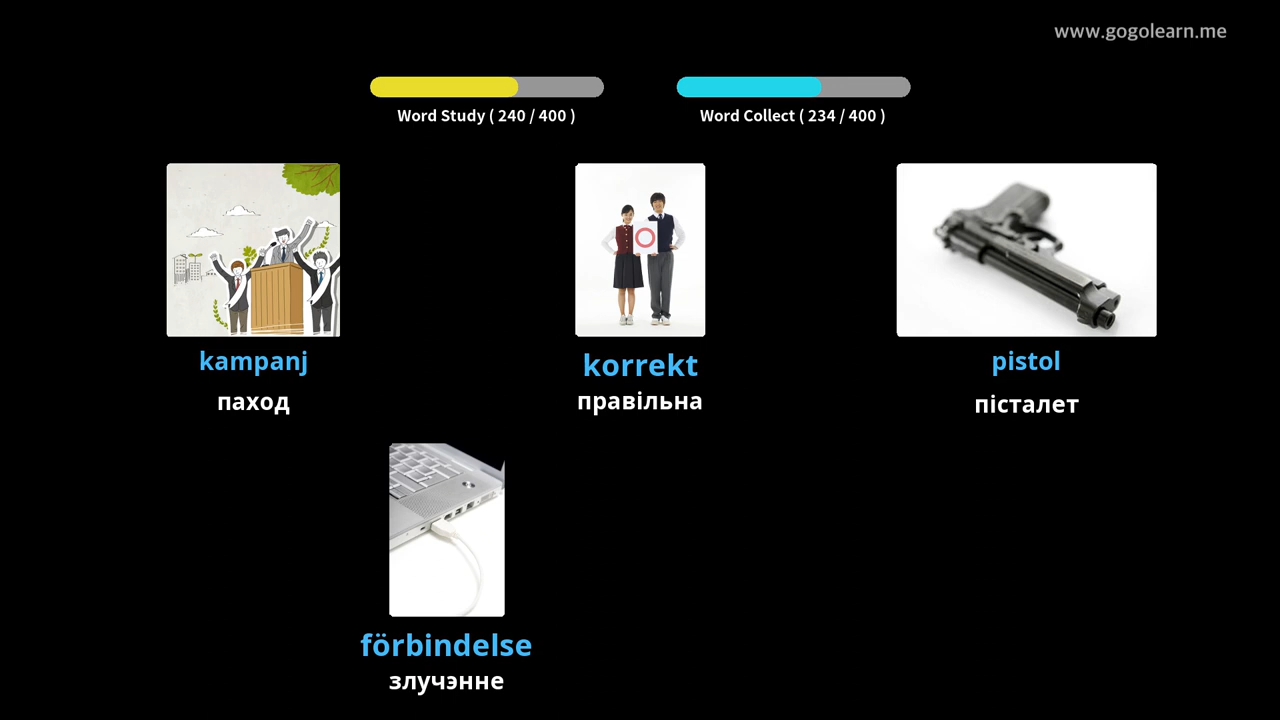 www.gogolearn.me
Word Study ( 240 / 400 )
Word Collect ( 234 / 400 )
kampanj
паход
korrekt
правільна
pistol
пісталет
förbindelse
злучэнне